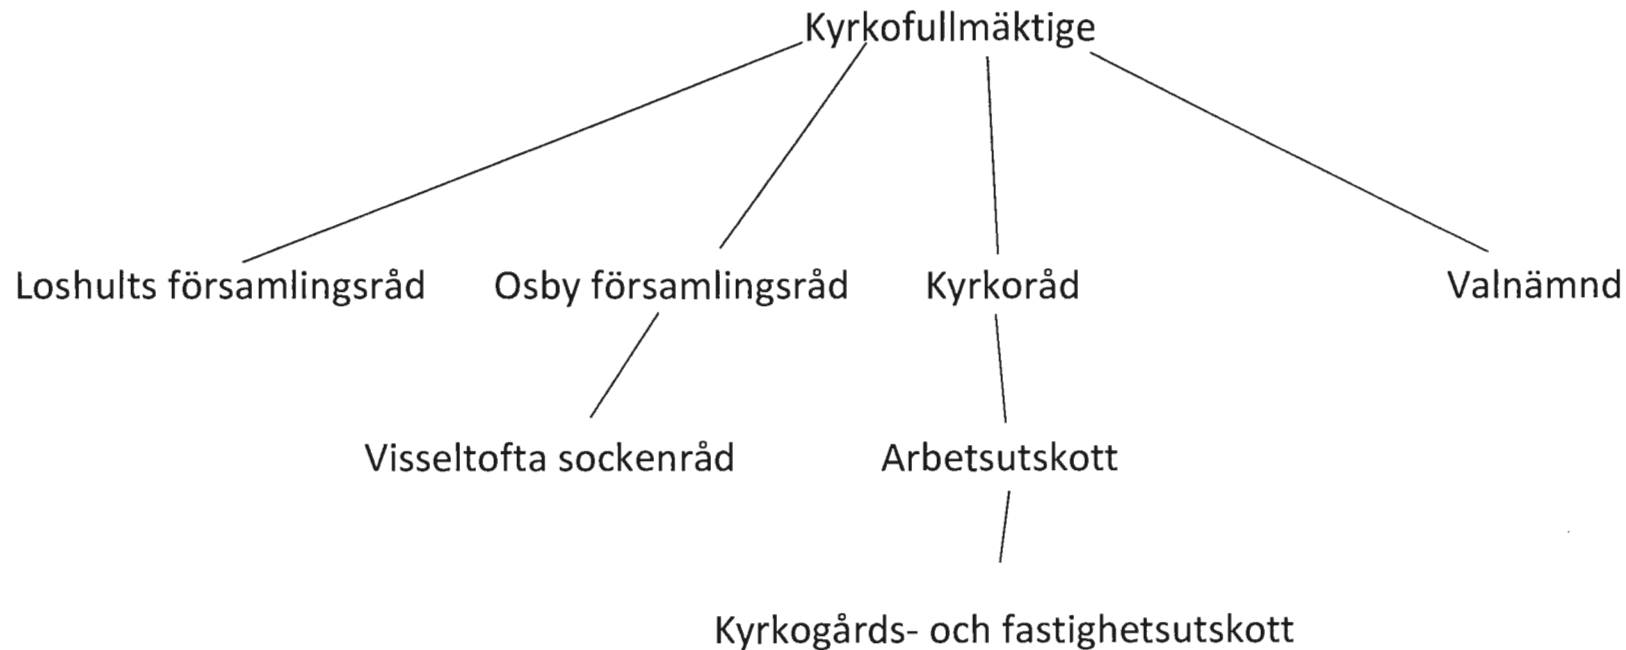 Kyrkofullmäktige
Loshults församlingsråd Osby församlingsråd Kyrkoråd Valnämnd
Visseltofta sockenråd Arbetsutskott
Kyrkogårds- och fastighetsutskott